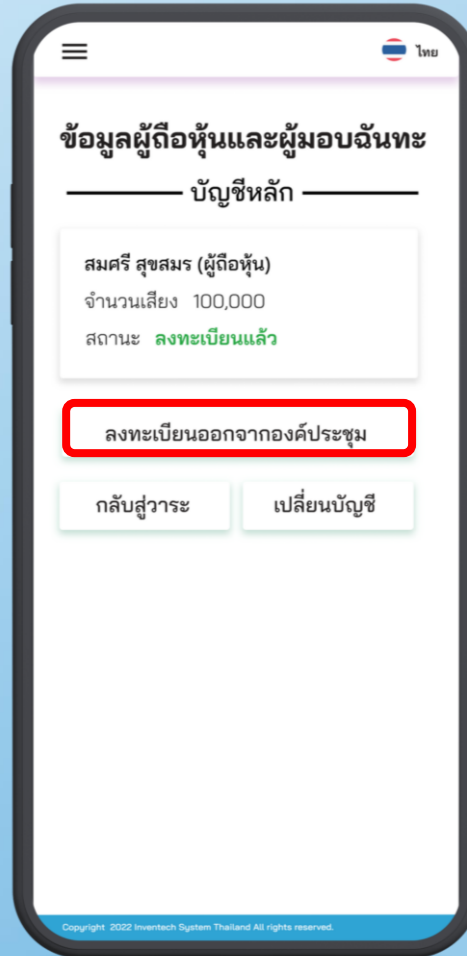 ไทย
ข้อมูลผู้ถือหุ้นและผู้มอบฉันทะ
บัญชีหลัก
สมศรี สุขสมร (ผู้ถือหุ้น)
จำนวนเสียง 100,000
สถานะ ลงทะเบียนแล้ว
ลงทะเบียนออกจากองค์ประชุม
กลับสู่วาระ เปลี่ยนบัญชี
Copyright 2022 Inventech System Thailand All rights reserved.